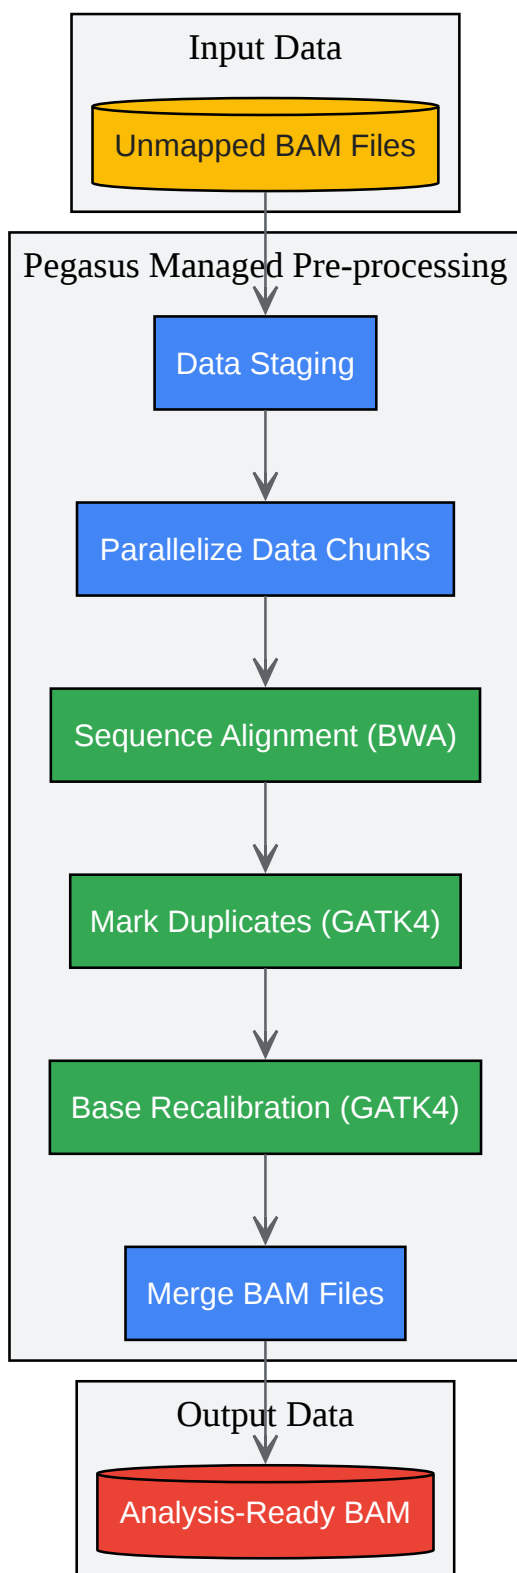 Input Data
Unmapped BAM Files
Pegasus Managed Pre-processing
Data Staging
Parallelize Data Chunks
Sequence Alignment (BWA)
Mark Duplicates (GATK4)
Base Recalibration (GATK4)
Merge BAM Files
Output Data
Analysis-Ready BAM